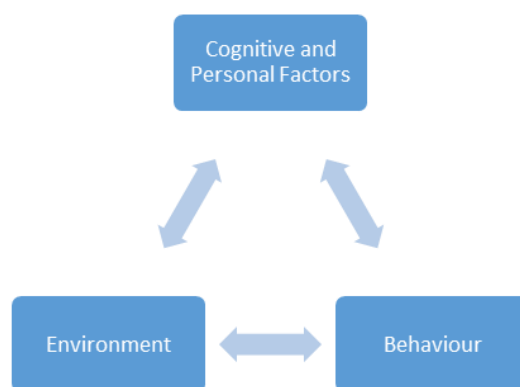 Cognitive and
Personal Factors
Environment
Behaviour